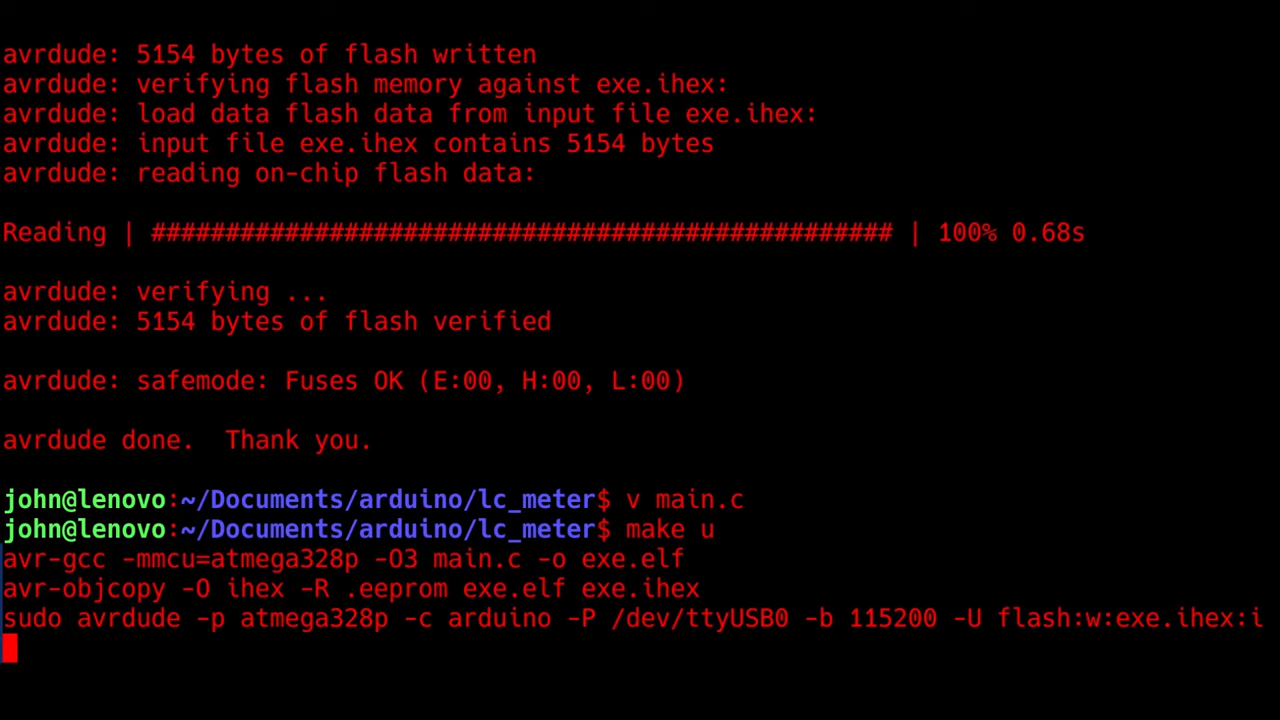 avrdude: 5154 bytes of flash written
avrdude: verifying flash memory against exe.ihex:
avrdude: load data flash data from input file exe.ihex:
avrdude: input file exe.ihex contains 5154 bytes
avrdude: reading on-chip flash data:
Reading | ################################################## | 100% 0.68s
avrdude: verifying ...
avrdude: 5154 bytes of flash verified
avrdude: safemode: Fuses OK (E:00, H:00, L:00)
avrdude done.  Thank you.
john@lenovo:~/Documents/arduino/lc_meter$ v main.c
john@lenovo:~/Documents/arduino/lc_meter$ make u
avr-gcc -mmcu=atmega328p -O3 main.c -o exe.elf
avr-objcopy -O ihex -R .eeprom exe.elf exe.ihex
sudo avrdude -p atmega328p -c arduino -P /dev/ttyUSB0 -b 115200 -U flash:w:exe.ihex:i